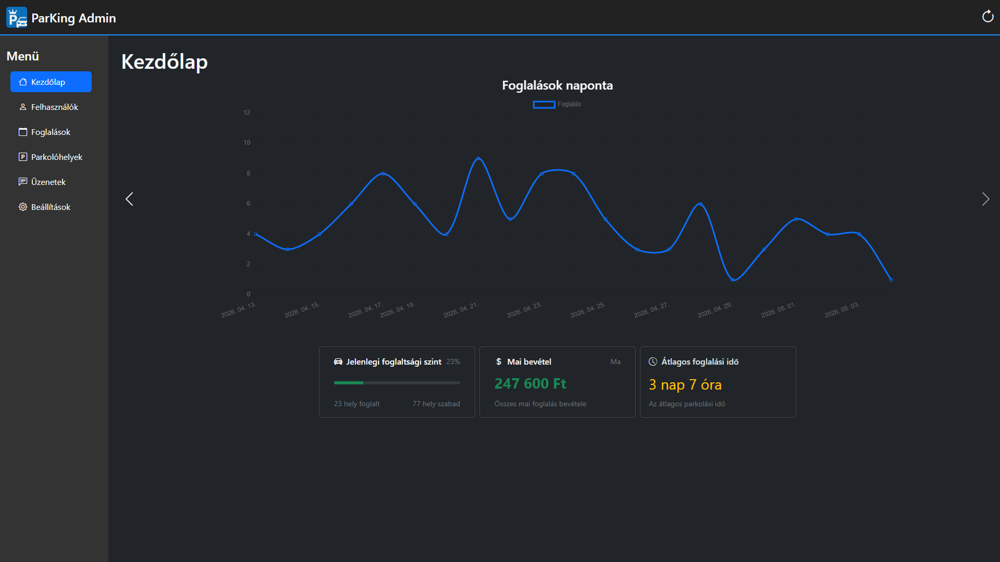 ParKing Admin
Menü
Kezdőlap
Felhasználók
Foglalások
Parkolóhelyek
Üzenetek
Beállítások
Kezdőlap
Foglalások naponta
Foglalás
12
10
8
6
4
2
0
2026. 04. 13.
2026. 04. 15.
2026. 04. 17.
2026. 04. 19.
2026. 04. 21.
2026. 04. 23.
2026. 04. 25.
2026. 04. 27.
2026. 04. 29.
2026. 05. 01.
2026. 05. 03.
Jelenlegi foglaltsági szint 23%
23 hely foglalt 77 hely szabad
$ Mai bevétel Ma
247 600 Ft
Összes mai foglalás bevétele
Átlagos foglalási idő
3 nap 7 óra
Az átlagos parkolási idő